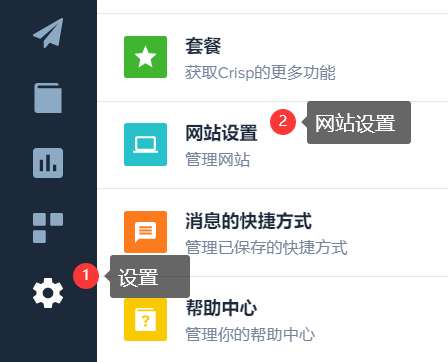 套餐
获取Crisp的更多功能
网站设置
2
网站设置
管理网站
消息的快捷方式
管理已保存的快捷方式
1
设置
帮助中心
管理你的帮助中心